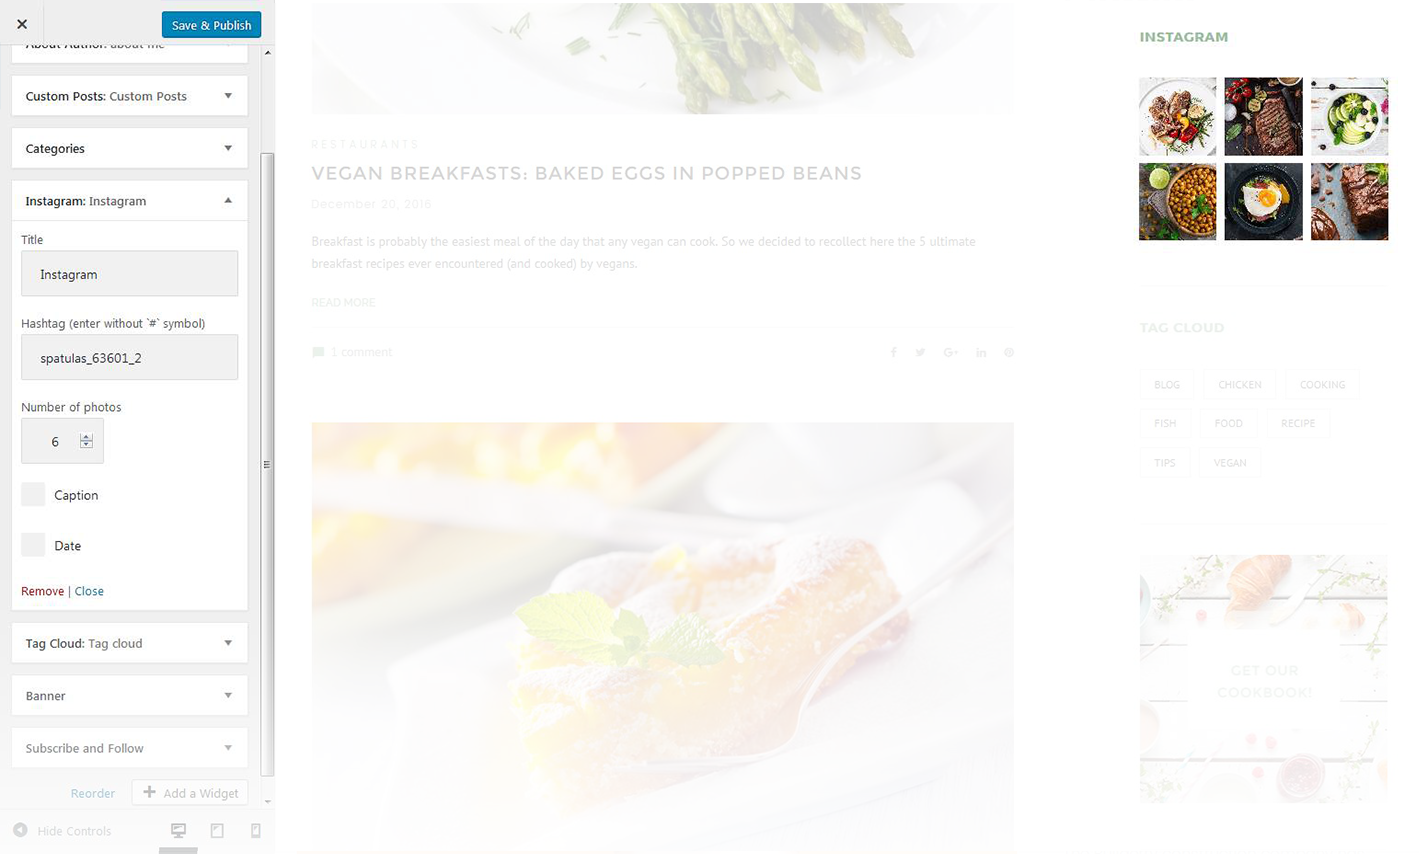 Save & Publish
About Author: about me
Custom Posts: Custom Posts
Categories
Instagram: Instagram
Title
Instagram
Hashtag (enter without `#` symbol)
spatulas_63601_2
Number of photos
6
Caption
Date
Remove | Close
Tag Cloud: Tag cloud
Banner
Subscribe and Follow
Reorder
Add a Widget
Hide Controls
RESTAURANTS
VEGAN BREAKFASTS: BAKED EGGS IN POPPED BEANS
December 20, 2016
Breakfast is probably the easiest meal of the day that any vegan can cook. So we decided to recollect here the 5 ultimate
breakfast recipes ever encountered (and cooked) by vegans.
READ MORE
1 comment
INSTAGRAM
TAG CLOUD
BLOG CHICKEN COOKING
FISH FOOD RECIPE
TIPS VEGAN
GET OUR
COOKBOOK!